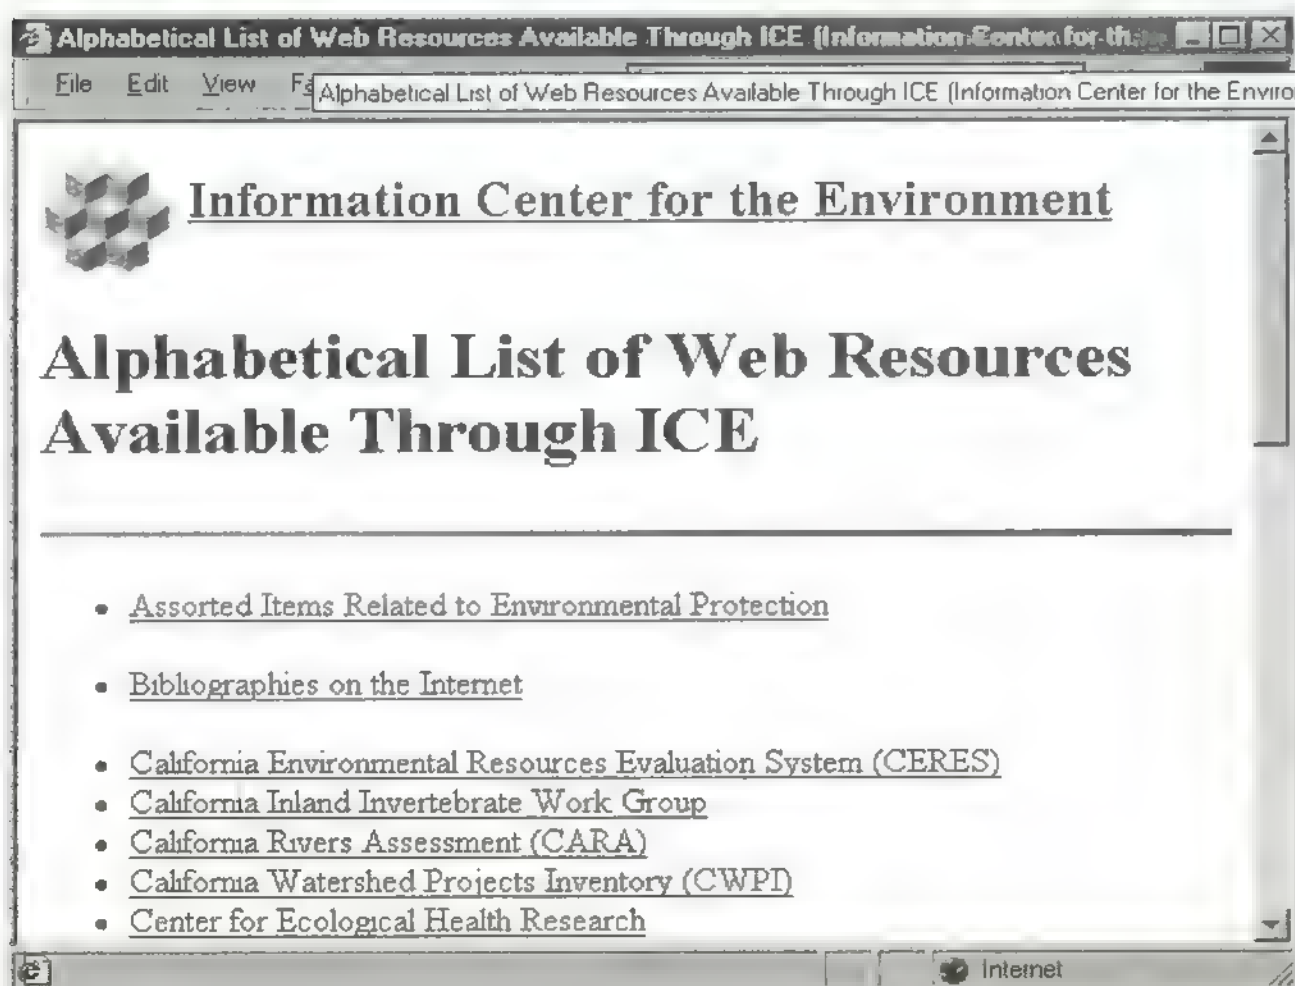 Alphabetical List of Web Resources Available Through ICE (Information Center for th
File Edit View
Alphabetical List of Web Resources Available Through ICE (Information Center for the Enviro
Information Center for the Environment
Alphabetical List of Web Resources
Available Through ICE
Assorted Items Related to Environmental Protection
Bibliographies on the Internet
California Environmental Resources Evaluation System (CERES)
California Inland Invertebrate Work Group
California Rivers Assessment (CARA)
California Watershed Projects Inventory (CWPI)
Center for Ecological Health Research
Internet